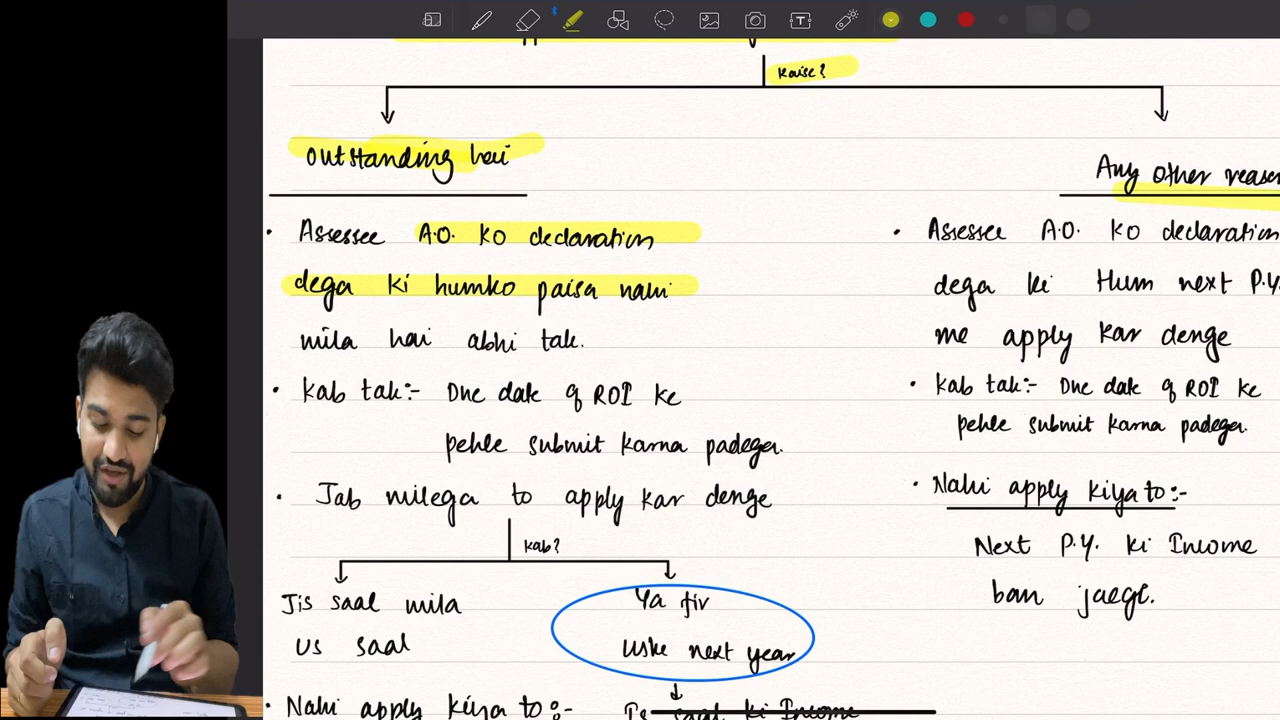 Kaise?
Outstanding hai
• Assessee A.O. ko declaration
dega ki humko paisa nahi
mila hai abhi tak.
• Kab tak:- Due date of ROI ke
pehle submit karna padega.
• Jab milega to apply kar denge
Kab?
Jis saal mila
us saal
Ya fir
uske next year
• Nahi apply kiya to:-
Is saal ki Income
Any other reason
• Assessee A.O. ko declaration
dega ki Hum next P.Y.
me apply kar denge
• Kab tak:- Due date of ROI ke
pehle submit karna padega.
• Nahi apply kiya to:-
Next P.Y. ki Income
ban jaegi.